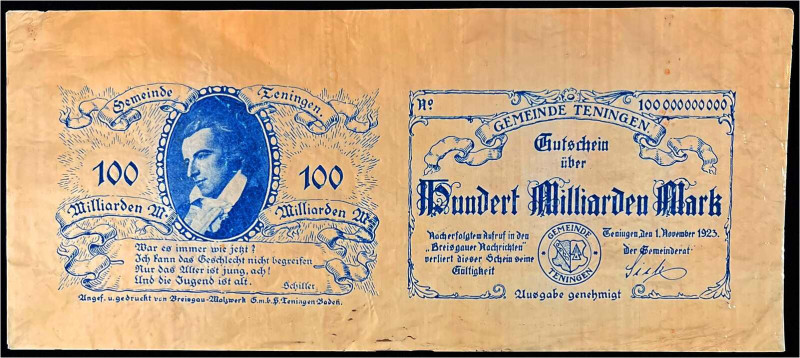 Gemeinde Teningen
100 100
Milliarden M. Milliarden M.
War es immer wie jetzt?
Ich kann das Geschlecht nicht begreifen
Nur das Alter ist jung, ach!
Und die Jugend ist alt.
Schiller
Angef. u. gedruckt von Breisgau-Walzwerk G.m.b.H. Teningen Baden.
No 100 000 000 000
GEMEINDE TENINGEN
Gutschein
über
Hundert Milliarden Mark
Nach erfolgtem Aufruf in den
„Breisgauer Nachrichten"
verliert dieser Schein seine
Gültigkeit
GEMEINDE
TENINGEN
Teningen, den 1. November 1923.
Der Gemeinderat:
Ausgabe genehmigt